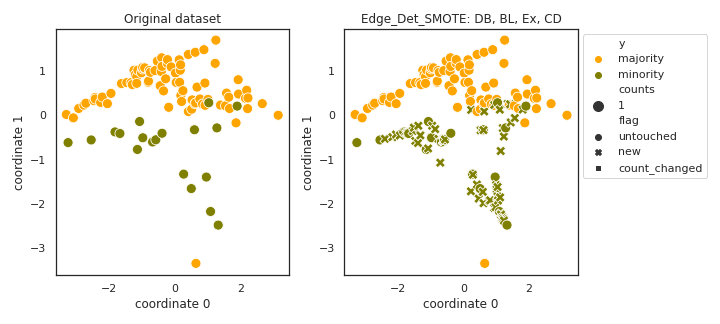 Original dataset
1
0
−1
−2
−3
coordinate 1
−2
0
2
coordinate 0
Edge_Det_SMOTE: DB, BL, Ex, CD
1
0
−1
−2
−3
coordinate 1
−2
0
2
coordinate 0
y
majority
minority
counts
1
flag
untouched
new
count_changed